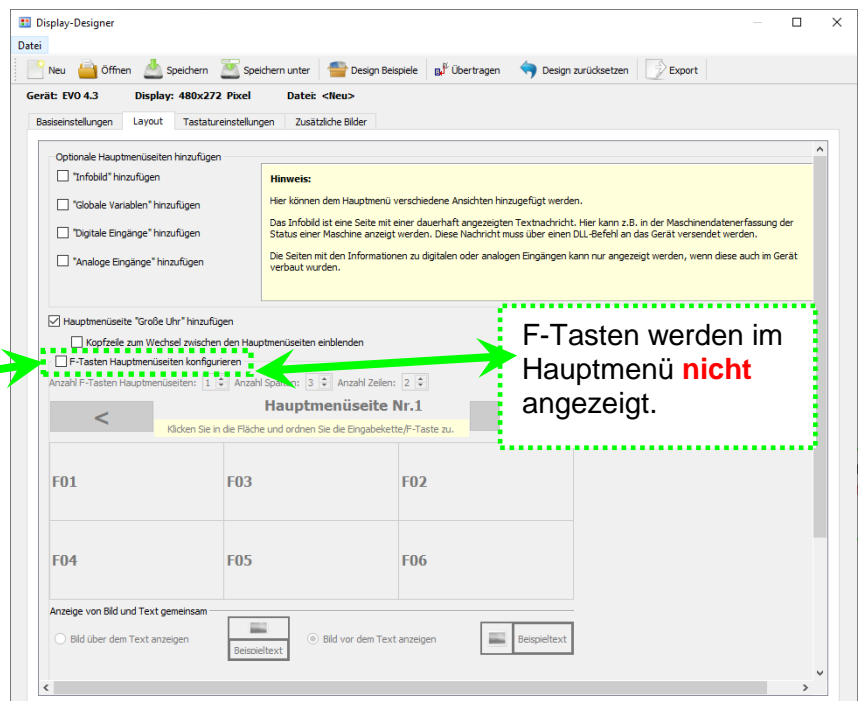 Display-Designer
Datei
Neu Öffnen Speichern Speichern unter Design Beispiele Übertragen Design zurücksetzen Export
Gerät: EVO 4.3 Display: 480x272 Pixel Datei: <Neu>
Basiseinstellungen Layout Tastatureinstellungen Zusätzliche Bilder
Optionale Hauptmenüseiten hinzufügen
"Infobild" hinzufügen
"Globale Variablen" hinzufügen
"Digitale Eingänge" hinzufügen
"Analoge Eingänge" hinzufügen
Hinweis:
Hier können dem Hauptmenü verschiedene Ansichten hinzugefügt werden.
Das Infobild ist eine Seite mit einer dauerhaft angezeigten Textnachricht. Hier kann z.B. in der Maschinendatenerfassung der
Status einer Maschine anzeigt werden. Diese Nachricht muss über einen DLL-Befehl an das Gerät versendet werden.
Die Seiten mit den Informationen zu digitalen oder analogen Eingängen kann nur angezeigt werden, wenn diese auch im Gerät
verbaut wurden.
Hauptmenüseite "Große Uhr" hinzufügen
Kopfzeile zum Wechsel zwischen den Hauptmenüseiten einblenden
F-Tasten Hauptmenüseiten konfigurieren
F-Tasten werden im
Hauptmenü nicht
angezeigt.
Anzahl F-Tasten Hauptmenüseiten: 1 Anzahl Spalten: 3 Anzahl Zeilen: 2
< Hauptmenüseite Nr.1
Klicken Sie in die Fläche und ordnen Sie die Eingabekette/F-Taste zu.
F01 F03 F02
F04 F05 F06
Anzeige von Bild und Text gemeinsam
Bild über dem Text anzeigen Beispieltext Bild vor dem Text anzeigen Beispieltext